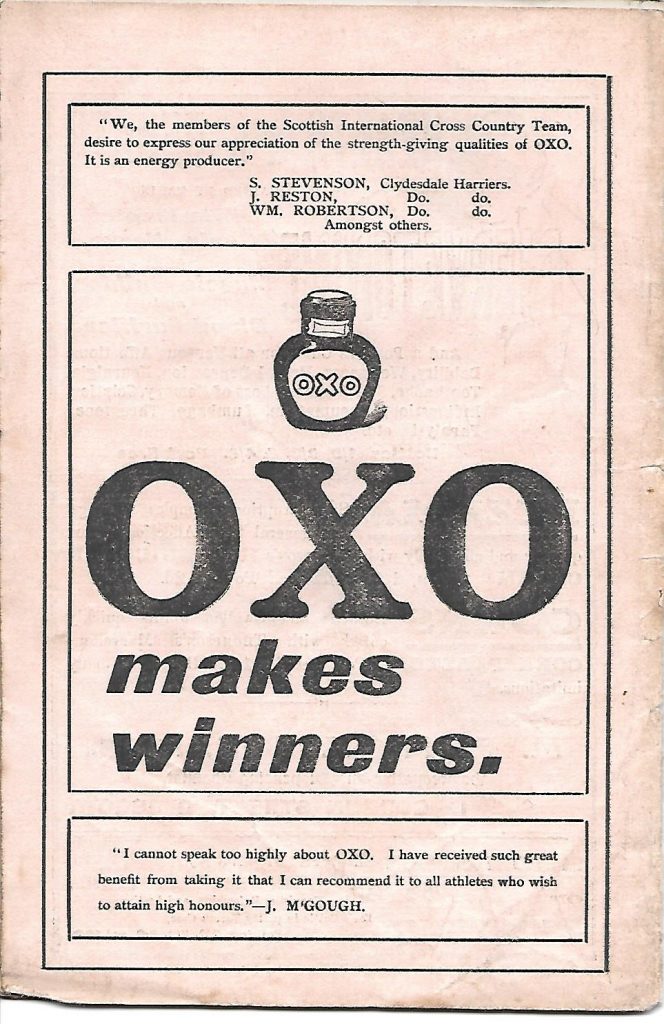 "We, the members of the Scottish International Cross Country Team,
desire to express our appreciation of the strength-giving qualities of OXO.
It is an energy producer."
S. STEVENSON, Clydesdale Harriers.
J. RESTON, Do. do.
WM. ROBERTSON, Do. do.
Amongst others.
OXO
OXO
makes
winners.
"I cannot speak too highly about OXO. I have received such great
benefit from taking it that I can recommend it to all athletes who wish
to attain high honours."—J. M'GOUGH.